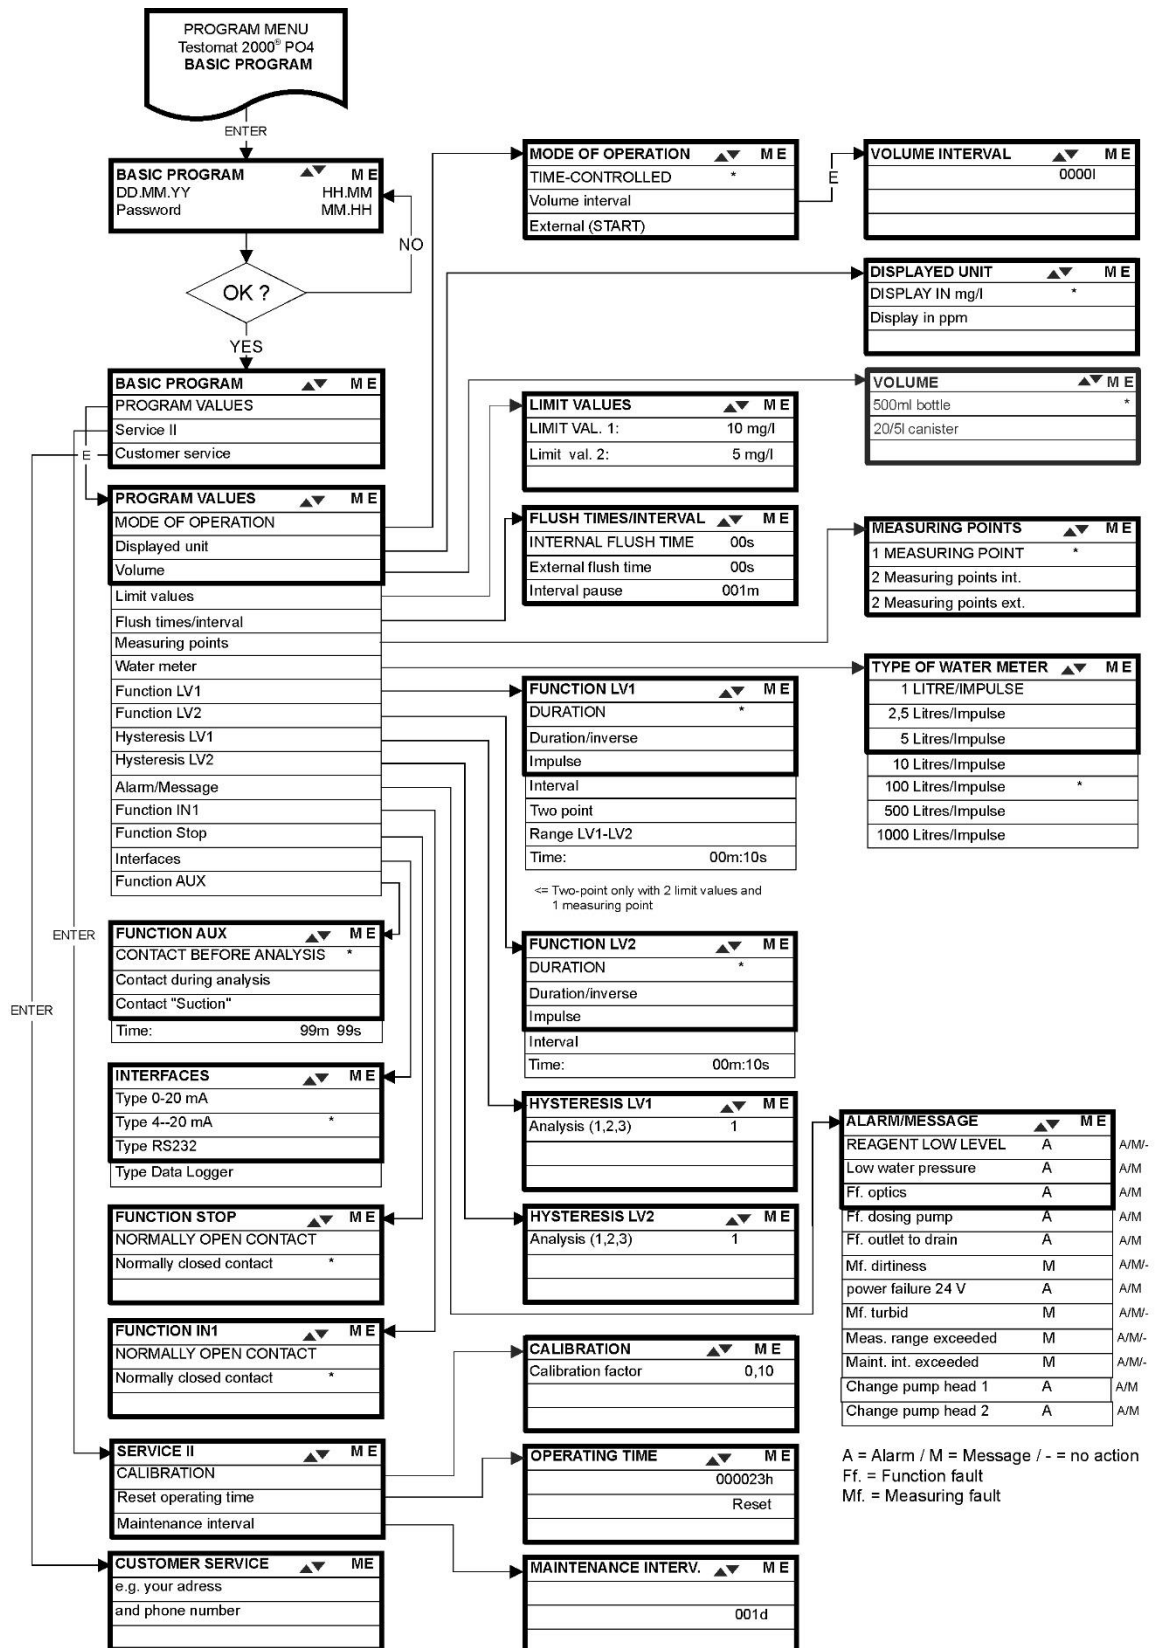 PROGRAM MENU
Testomat 2000® PO4
BASIC PROGRAM
ENTER
BASIC PROGRAM ▲▼ M E
DD.MM.YY HH.MM
Password MM.HH
NO
OK ?
YES
BASIC PROGRAM ▲▼ M E
PROGRAM VALUES
Service II
Customer service
E
PROGRAM VALUES ▲▼ M E
MODE OF OPERATION
Displayed unit
Volume
Limit values
Flush times/interval
Measuring points
Water meter
Function LV1
Function LV2
Hysteresis LV1
Hysteresis LV2
Alarm/Message
Function IN1
Function Stop
Interfaces
Function AUX
ENTER
ENTER
FUNCTION AUX ▲▼ M E
CONTACT BEFORE ANALYSIS *
Contact during analysis
Contact "Suction"
Time: 99m 99s
INTERFACES ▲▼ M E
Type 0-20 mA
Type 4--20 mA *
Type RS232
Type Data Logger
FUNCTION STOP ▲▼ M E
NORMALLY OPEN CONTACT
Normally closed contact *
FUNCTION IN1 ▲▼ M E
NORMALLY OPEN CONTACT
Normally closed contact *
SERVICE II ▲▼ M E
CALIBRATION
Reset operating time
Maintenance interval
CUSTOMER SERVICE ▲▼ ME
e.g. your adress
and phone number
MODE OF OPERATION ▲▼ M E
TIME-CONTROLLED *
Volume interval
External (START)
E
LIMIT VALUES ▲▼ M E
LIMIT VAL. 1: 10 mg/l
Limit val. 2: 5 mg/l
FLUSH TIMES/INTERVAL ▲▼ M E
INTERNAL FLUSH TIME 00s
External flush time 00s
Interval pause 001m
FUNCTION LV1 ▲▼ M E
DURATION *
Duration/inverse
Impulse
Interval
Two point
Range LV1-LV2
Time: 00m:10s
<= Two-point only with 2 limit values and
1 measuring point
FUNCTION LV2 ▲▼ M E
DURATION *
Duration/inverse
Impulse
Interval
Time: 00m:10s
HYSTERESIS LV1 ▲▼ M E
Analysis (1,2,3) 1
HYSTERESIS LV2 ▲▼ M E
Analysis (1,2,3) 1
CALIBRATION ▲▼ M E
Calibration factor 0,10
OPERATING TIME ▲▼ M E
000023h
Reset
MAINTENANCE INTERV. ▲▼ M E
001d
VOLUME INTERVAL ▲▼ M E
0000l
DISPLAYED UNIT ▲▼ M E
DISPLAY IN mg/l *
Display in ppm
VOLUME ▲▼ M E
500ml bottle *
20/5l canister
MEASURING POINTS ▲▼ M E
1 MEASURING POINT *
2 Measuring points int.
2 Measuring points ext.
TYPE OF WATER METER ▲▼ M E
1 LITRE/IMPULSE
2,5 Litres/Impulse
5 Litres/Impulse
10 Litres/Impulse
100 Litres/Impulse *
500 Litres/Impulse
1000 Litres/Impulse
ALARM/MESSAGE ▲▼ M E
REAGENT LOW LEVEL A A/M/-
Low water pressure A A/M
Ff. optics A A/M
Ff. dosing pump A A/M
Ff. outlet to drain A A/M
Mf. dirtiness M A/M/-
power failure 24 V A A/M
Mf. turbid M A/M/-
Meas. range exceeded M A/M/-
Maint. int. exceeded M A/M/-
Change pump head 1 A A/M
Change pump head 2 A A/M
A = Alarm / M = Message / - = no action
Ff. = Function fault
Mf. = Measuring fault